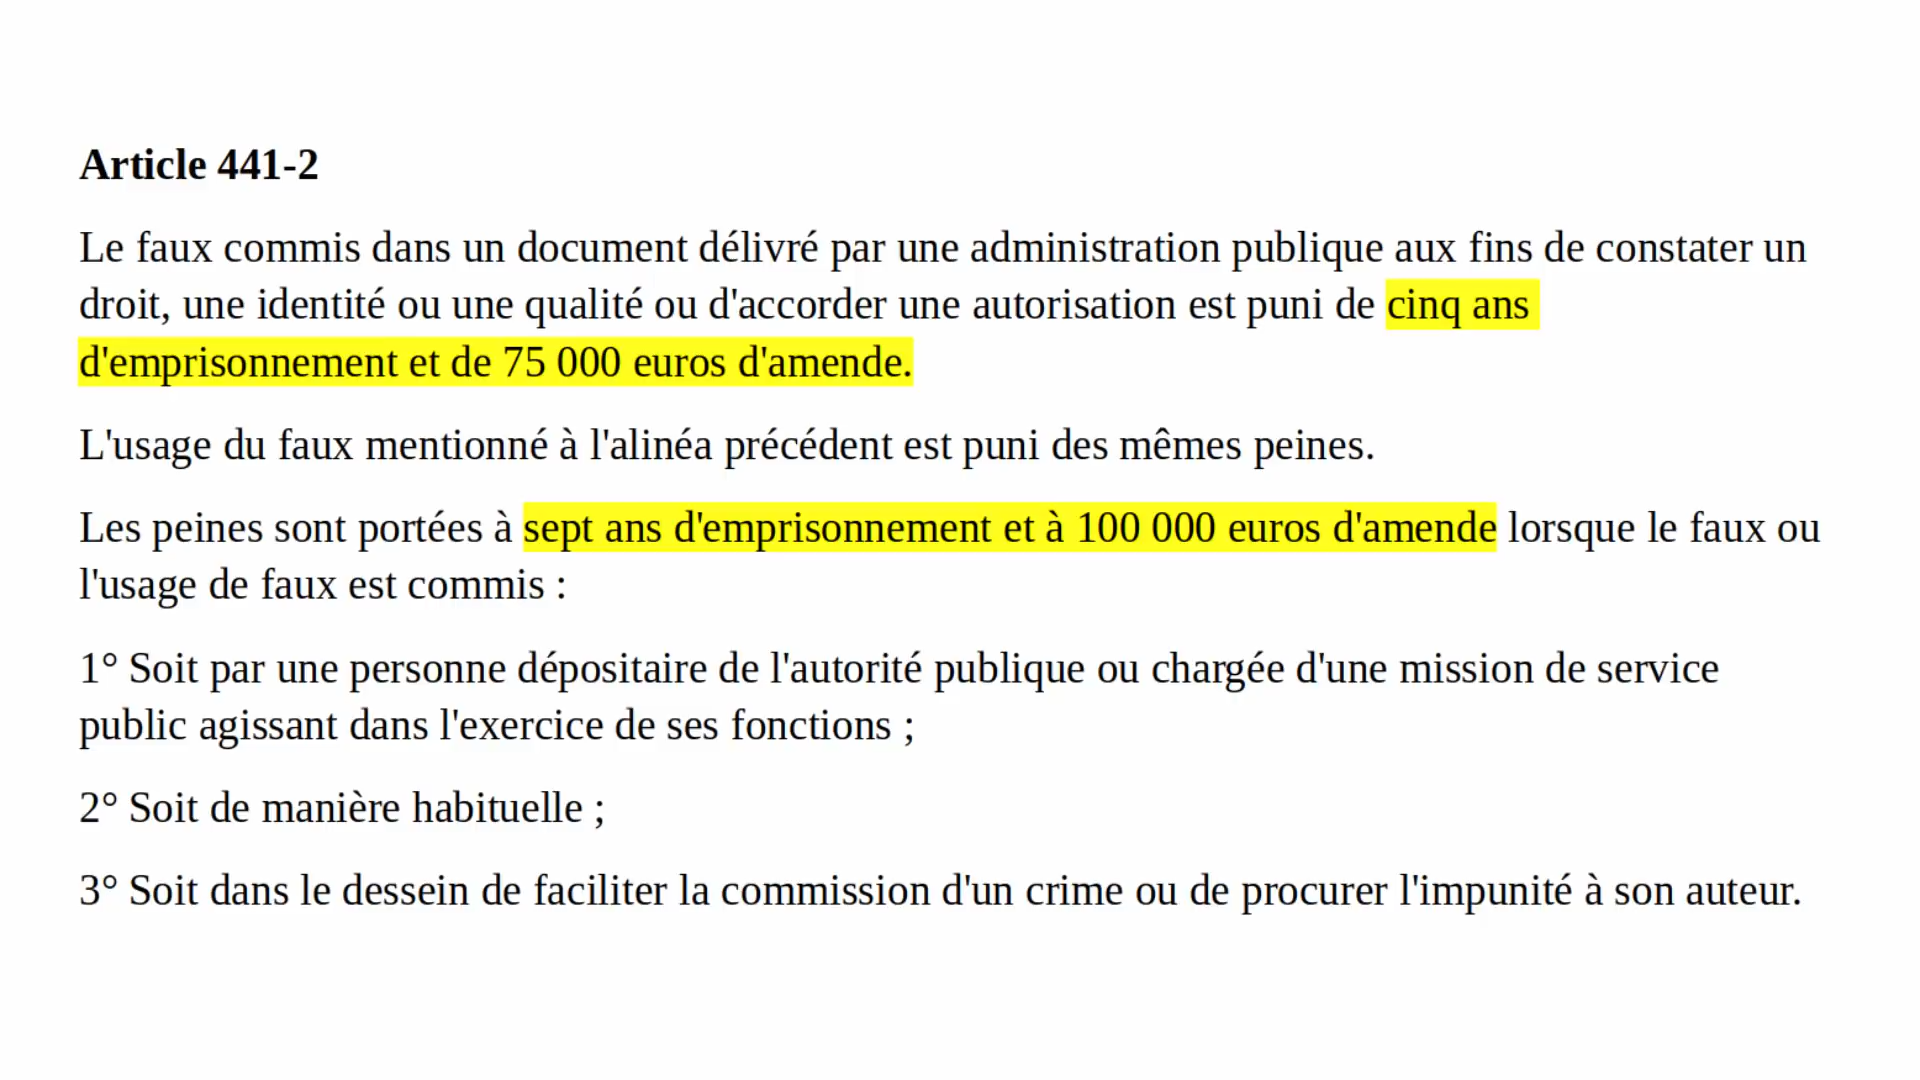 Article 441-2
Le faux commis dans un document délivré par une administration publique aux fins de constater un
droit, une identité ou une qualité ou d'accorder une autorisation est puni de cinq ans
d'emprisonnement et de 75 000 euros d'amende.
L'usage du faux mentionné à l'alinéa précédent est puni des mêmes peines.
Les peines sont portées à sept ans d'emprisonnement et à 100 000 euros d'amende lorsque le faux ou
l'usage de faux est commis :
1° Soit par une personne dépositaire de l'autorité publique ou chargée d'une mission de service
public agissant dans l'exercice de ses fonctions ;
2° Soit de manière habituelle ;
3° Soit dans le dessein de faciliter la commission d'un crime ou de procurer l'impunité à son auteur.